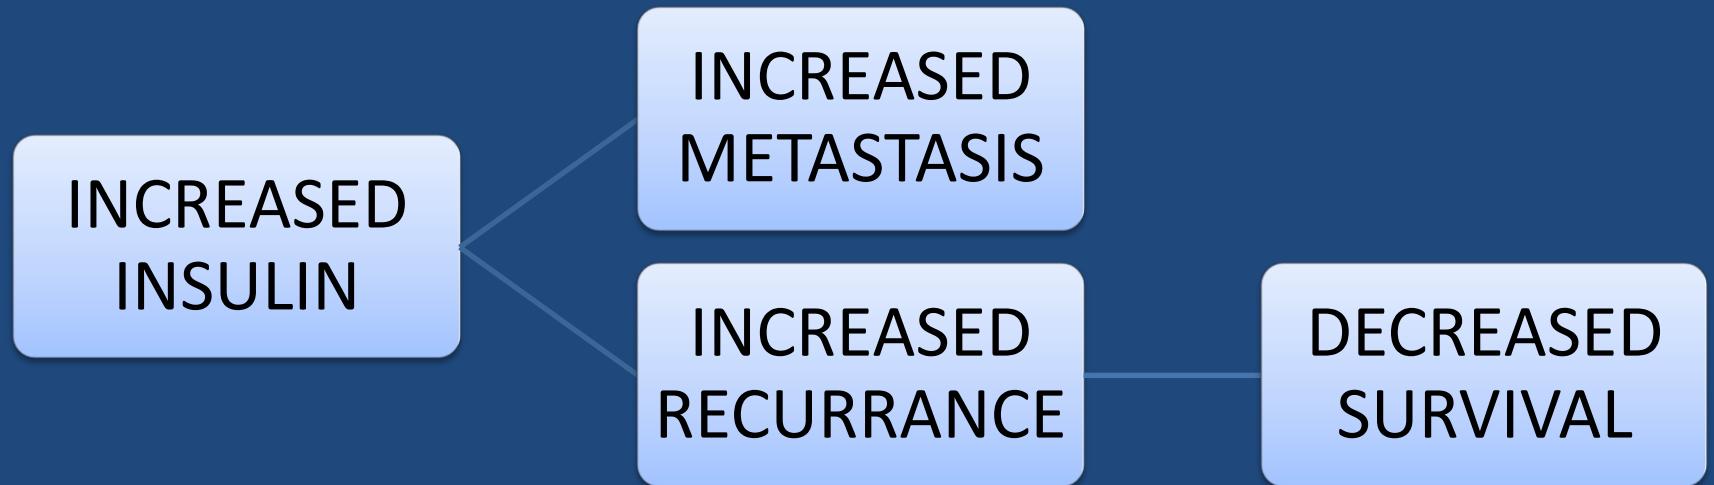 INCREASED
INSULIN
INCREASED
METASTASIS
INCREASED
RECURRANCE
DECREASED
SURVIVAL